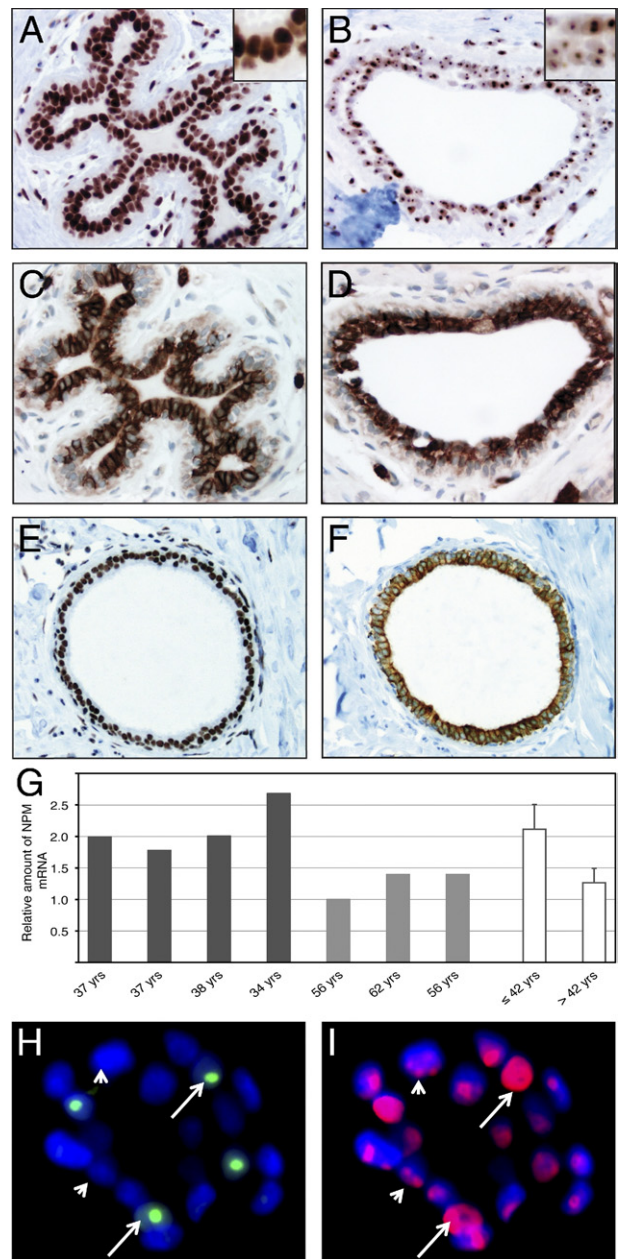 A
B
C
D
E
F
G
Relative amount of NPM
mRNA
2.5
2.0
1.5
1.0
0.5
37 yrs
37 yrs
38 yrs
34 yrs
56 yrs
62 yrs
56 yrs
≤ 42 yrs
> 42 yrs
H
I